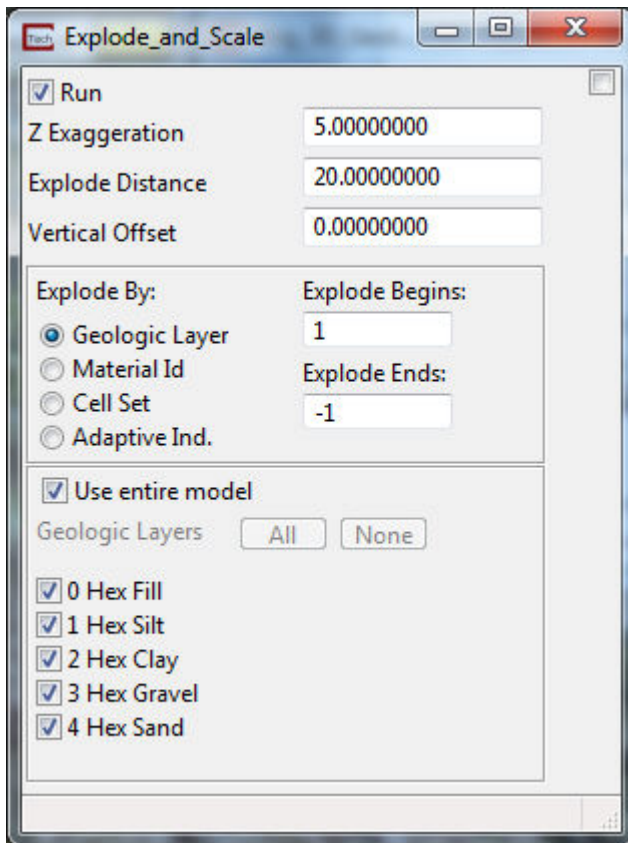 Tech Explode_and_Scale
Run
Z Exaggeration 5.00000000
Explode Distance 20.00000000
Vertical Offset 0.00000000
Explode By: Explode Begins:
Geologic Layer 1
Material Id Explode Ends:
Cell Set -1
Adaptive Ind.
Use entire model
Geologic Layers All None
0 Hex Fill
1 Hex Silt
2 Hex Clay
3 Hex Gravel
4 Hex Sand